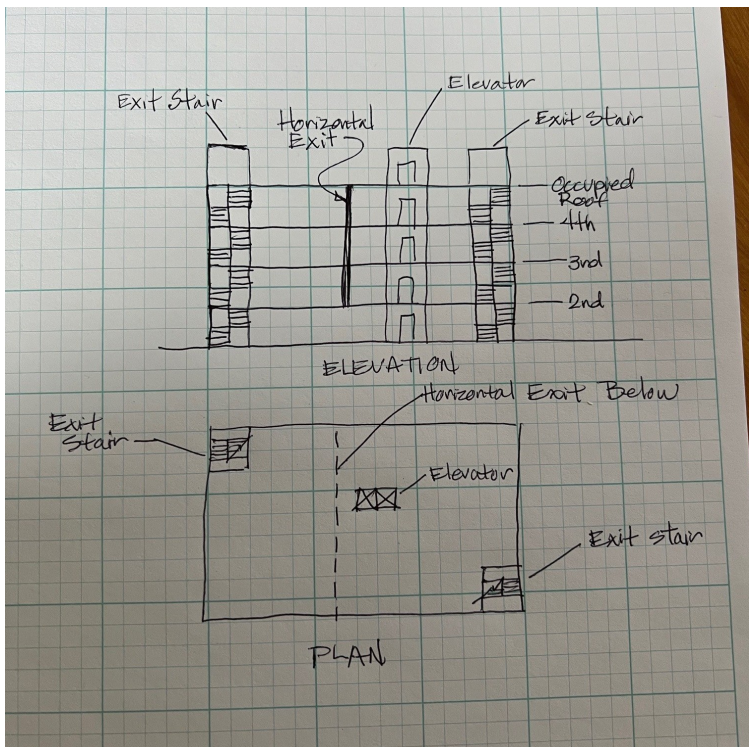 Elevator
Exit Stair
Horizontal
Exit
Exit Stair
Occupied
Roof
4th
3nd
2nd
ELEVATION
Horizontal Exit Below
Exit
Stair
Elevator
Exit Stair
PLAN